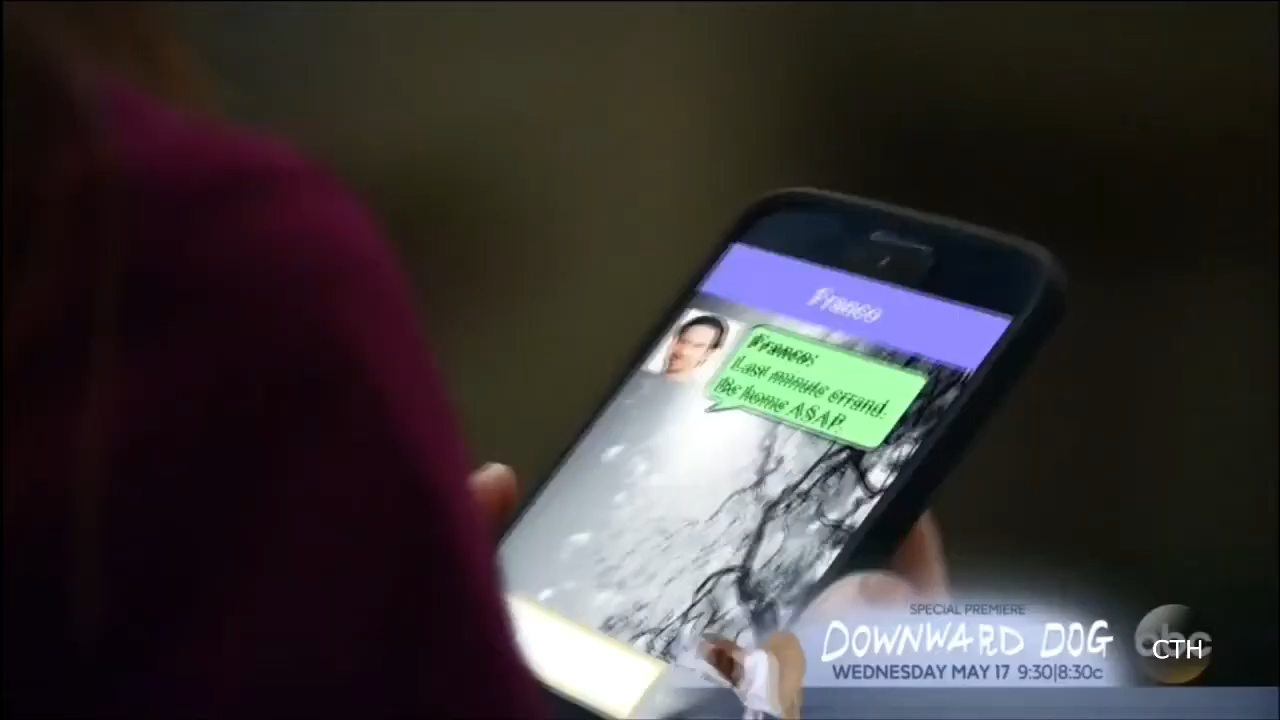 Franco
Franco:
Last minute errand.
Be home ASAP.
SPECIAL PREMIERE
DOWNWARD DOG
WEDNESDAY MAY 17 9:30|8:30c
abc
CTH